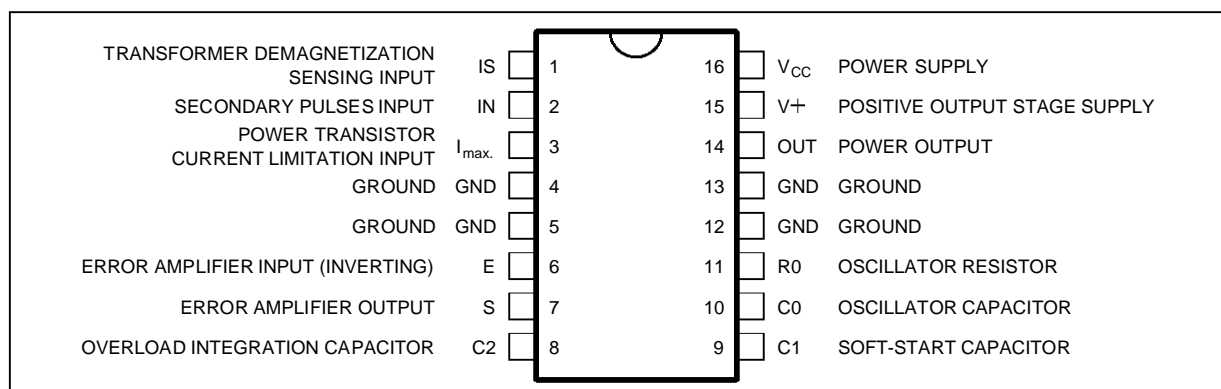 TRANSFORMER DEMAGNETIZATION
SENSING INPUT IS 1 16 VCC POWER SUPPLY
SECONDARY PULSES INPUT IN 2 15 V+ POSITIVE OUTPUT STAGE SUPPLY
POWER TRANSISTOR
CURRENT LIMITATION INPUT Imax. 3 14 OUT POWER OUTPUT
GROUND GND 4 13 GND GROUND
GROUND GND 5 12 GND GROUND
ERROR AMPLIFIER INPUT (INVERTING) E 6 11 R0 OSCILLATOR RESISTOR
ERROR AMPLIFIER OUTPUT S 7 10 C0 OSCILLATOR CAPACITOR
OVERLOAD INTEGRATION CAPACITOR C2 8 9 C1 SOFT-START CAPACITOR